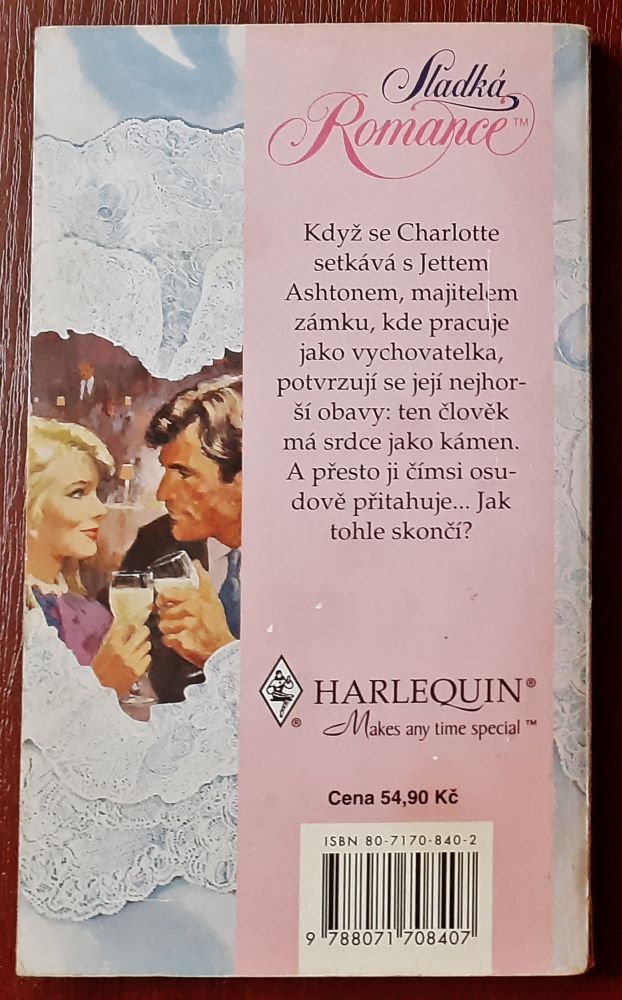 Sladká
Romance™
Když se Charlotte
setkává s Jettem
Ashtonem, majitelem
zámku, kde pracuje
jako vychovatelka,
potvrzují se její nejhor-
ší obavy: ten člověk
má srdce jako kámen.
A přesto ji čímsi osu-
dově přitahuje... Jak
tohle skončí?
HARLEQUIN®
®
Makes any time special™
Cena 54,90 Kč
ISBN 80-7170-840-2
9 788071 708407